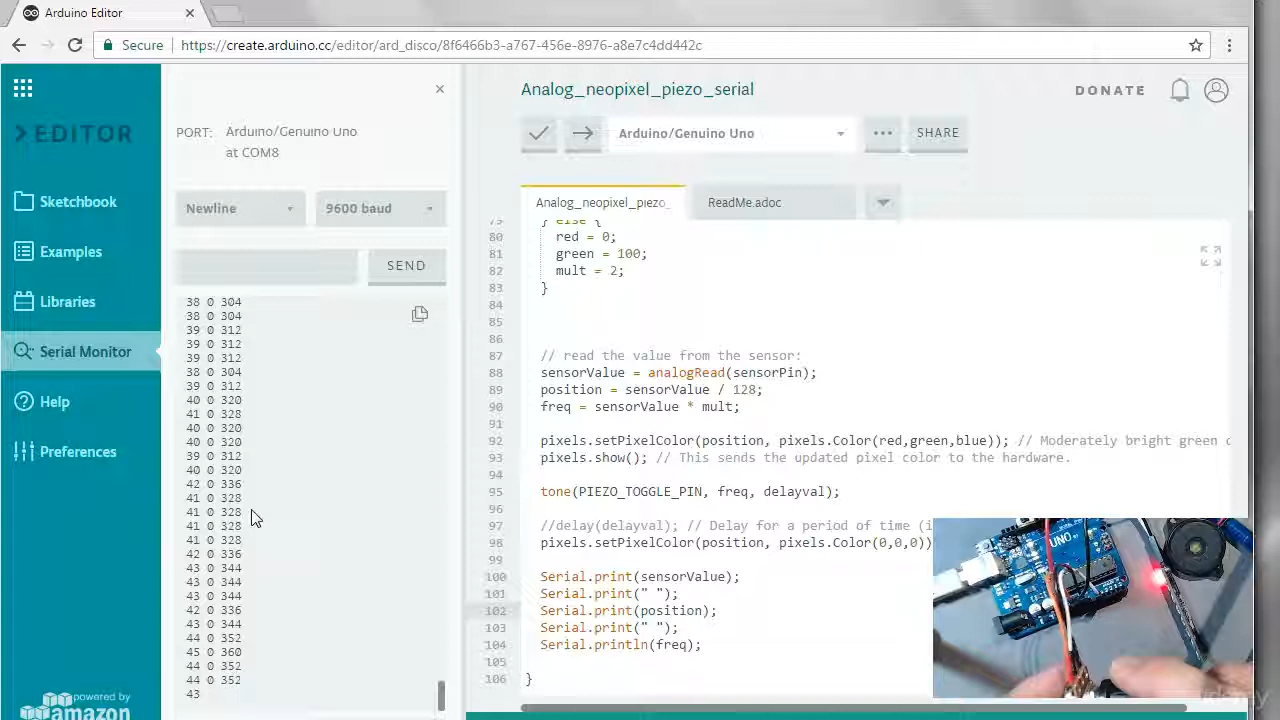 Arduino Editor
Secure
https://create.arduino.cc/editor/ard_disco/8f6466b3-a767-456e-8976-a8e7c4dd442c
EDITOR
Sketchbook
Examples
Libraries
Serial Monitor
Help
Preferences
powered by
amazon
PORT: Arduino/Genuino Uno
at COM8
Newline
9600 baud
SEND
38 0 304
38 0 304
39 0 312
39 0 312
39 0 312
38 0 304
39 0 312
40 0 320
41 0 328
40 0 320
40 0 320
39 0 312
40 0 320
42 0 336
41 0 328
41 0 328
41 0 328
41 0 328
42 0 336
43 0 344
43 0 344
43 0 344
42 0 336
43 0 344
44 0 352
45 0 360
44 0 352
44 0 352
43
Analog_neopixel_piezo_serial
DONATE
Arduino/Genuino Uno
SHARE
Analog_neopixel_piezo_
ReadMe.adoc
79 } else {
80 red = 0;
81 green = 100;
82 mult = 2;
83 }
84
85
86
87 // read the value from the sensor:
88 sensorValue = analogRead(sensorPin);
89 position = sensorValue / 128;
90 freq = sensorValue * mult;
91
92 pixels.setPixelColor(position, pixels.Color(red,green,blue)); // Moderately bright green
93 pixels.show(); // This sends the updated pixel color to the hardware.
94
95 tone(PIEZO_TOGGLE_PIN, freq, delayval);
96
97 //delay(delayval); // Delay for a period of time (i
98 pixels.setPixelColor(position, pixels.Color(0,0,0))
99
100 Serial.print(sensorValue);
101 Serial.print(" ");
102 Serial.print(position);
103 Serial.print(" ");
104 Serial.println(freq);
105
106 }
UNO
udemy